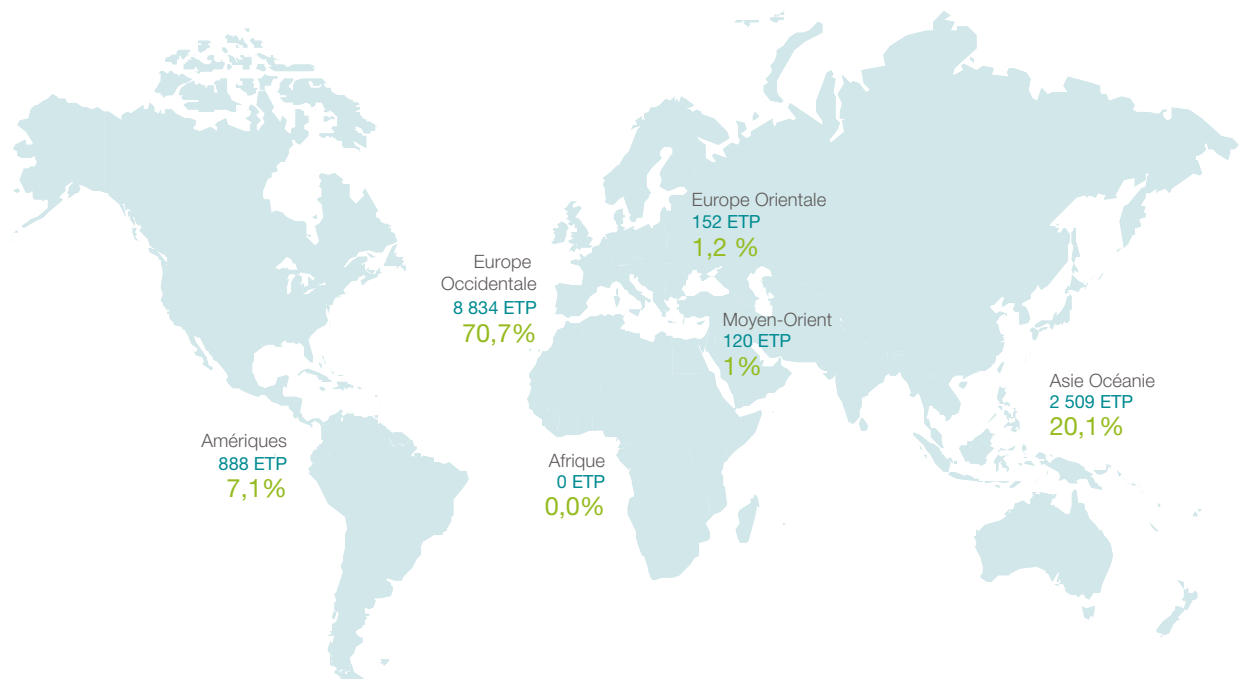 Europe Orientale
152 ETP
1,2 %
Europe
Occidentale
8 834 ETP
70,7%
Moyen-Orient
120 ETP
1%
Asie Océanie
2 509 ETP
20,1%
Amériques
888 ETP
7,1%
Afrique
0 ETP
0,0%